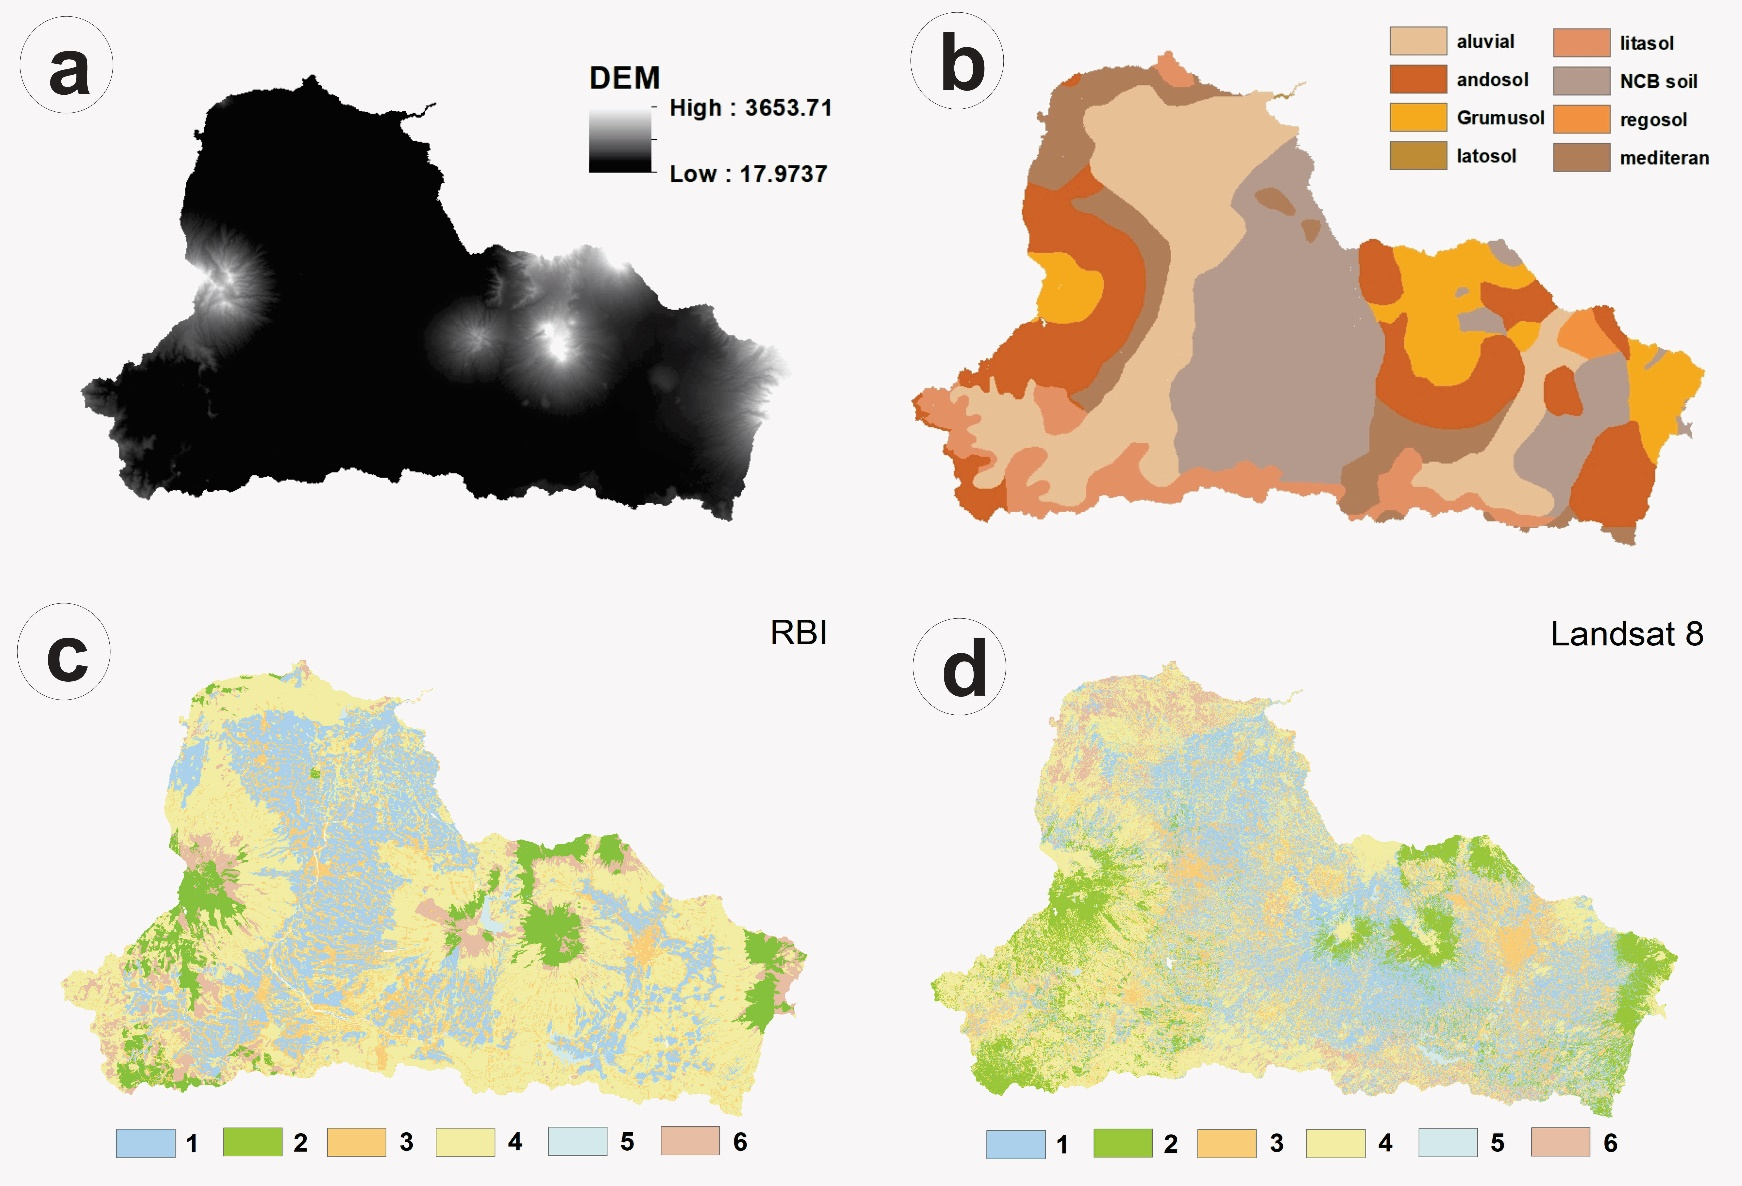 a
DEM
High : 3653.71
Low : 17.9737
b
aluvial
litasol
andosol
NCB soil
Grumusol
regosol
latosol
mediteran
c
RBI
1 2 3 4 5 6
d
Landsat 8
1 2 3 4 5 6